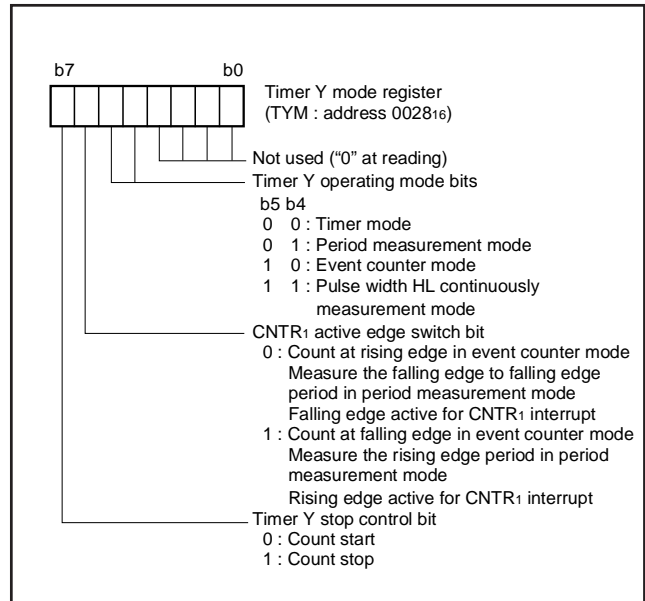 b7 b0
Timer Y mode register
(TYM : address 0028₁₆)
Not used (“0” at reading)
Timer Y operating mode bits
b5 b4
0 0 : Timer mode
0 1 : Period measurement mode
1 0 : Event counter mode
1 1 : Pulse width HL continuously
measurement mode
CNTR₁ active edge switch bit
0 : Count at rising edge in event counter mode
Measure the falling edge to falling edge
period in period measurement mode
Falling edge active for CNTR₁ interrupt
1 : Count at falling edge in event counter mode
Measure the rising edge period in period
measurement mode
Rising edge active for CNTR₁ interrupt
Timer Y stop control bit
0 : Count start
1 : Count stop